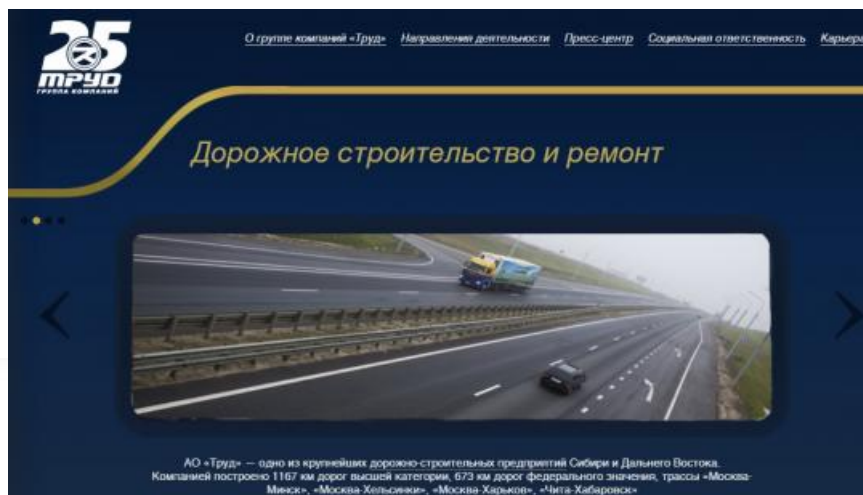 25
ТРУД
ГРУППА КОМПАНИЙ
О группе компаний «Труд» Направления деятельности Пресс-центр Социальная ответственность Карьера
Дорожное строительство и ремонт
АО «Труд» — одно из крупнейших дорожно-строительных предприятий Сибири и Дальнего Востока.
Компанией построено 1167 км дорог высшей категории, 673 км дорог федерального значения, трассы «Москва-
Минск», «Москва-Хельсинки», «Москва-Харьков», «Чита-Хабаровск»